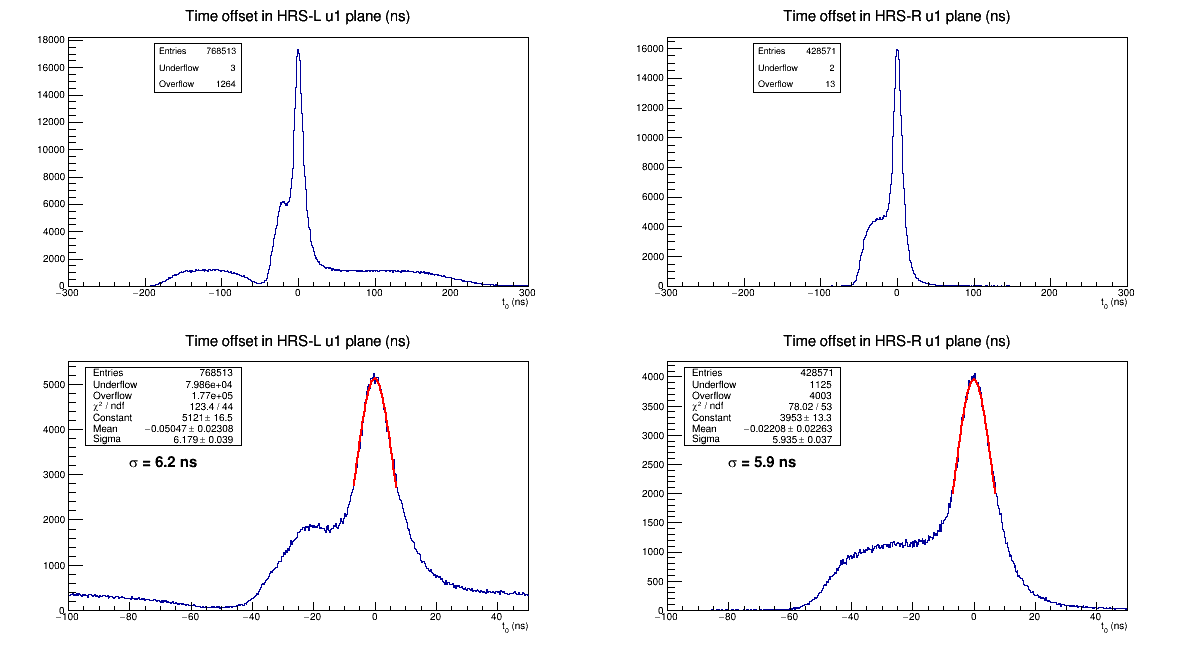 Time offset in HRS-L u1 plane (ns)
Entries 768513
Underflow 3
Overflow 1264
18000
16000
14000
12000
10000
8000
6000
4000
2000
0
−300 −200 −100 0 100 200 300
t0 (ns)
Time offset in HRS-R u1 plane (ns)
Entries 428571
Underflow 2
Overflow 13
16000
14000
12000
10000
8000
6000
4000
2000
0
−300 −200 −100 0 100 200 300
t0 (ns)
Time offset in HRS-L u1 plane (ns)
Entries 768513
Underflow 7.986e+04
Overflow 1.77e+05
χ² / ndf 123.4 / 44
Constant 5121 ± 16.5
Mean −0.05047 ± 0.02308
Sigma 6.179 ± 0.039
σ = 6.2 ns
5000
4000
3000
2000
1000
0
−100 −80 −60 −40 −20 0 20 40
t0 (ns)
Time offset in HRS-R u1 plane (ns)
Entries 428571
Underflow 1125
Overflow 4003
χ² / ndf 78.02 / 53
Constant 3953 ± 13.3
Mean −0.02208 ± 0.02263
Sigma 5.935 ± 0.037
σ = 5.9 ns
4000
3500
3000
2500
2000
1500
1000
500
0
−100 −80 −60 −40 −20 0 20 40
t0 (ns)